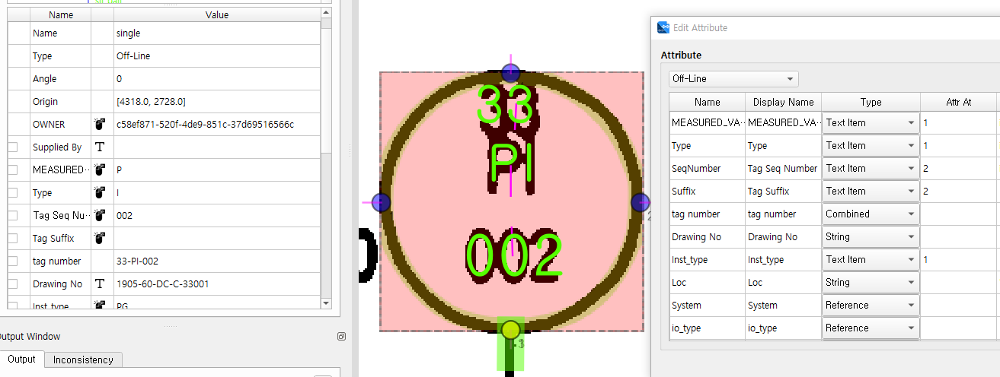 Name Value
Name single
Type Off-Line
Angle 0
Origin [4318.0, 2728.0]
OWNER c58ef871-520f-4de9-851c-37d69516566c
Supplied By T
MEASURED··· P
Type I
Tag Seq Nu··· 002
Tag Suffix
tag number 33-PI-002
Drawing No T 1905-60-DC-C-33001
Inst_type PG
Output Window
Output Inconsistency
33
PI
002
Edit Attribute
Attribute
Off-Line
Name Display Name Type Attr At
MEASURED_VA··· MEASURED_VA··· Text Item 1
Type Type Text Item 1
SeqNumber Tag Seq Number Text Item 2
Suffix Tag Suffix Text Item 2
tag number tag number Combined
Drawing No Drawing No String
Inst_type Inst_type Text Item 1
Loc Loc String
System System Reference
io_type io_type Reference